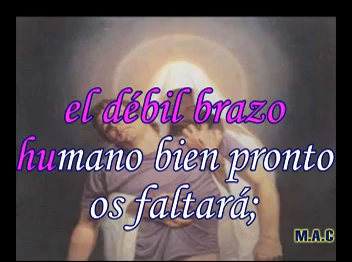 el débil brazo
humano bien pronto
os faltará;
M.A.C